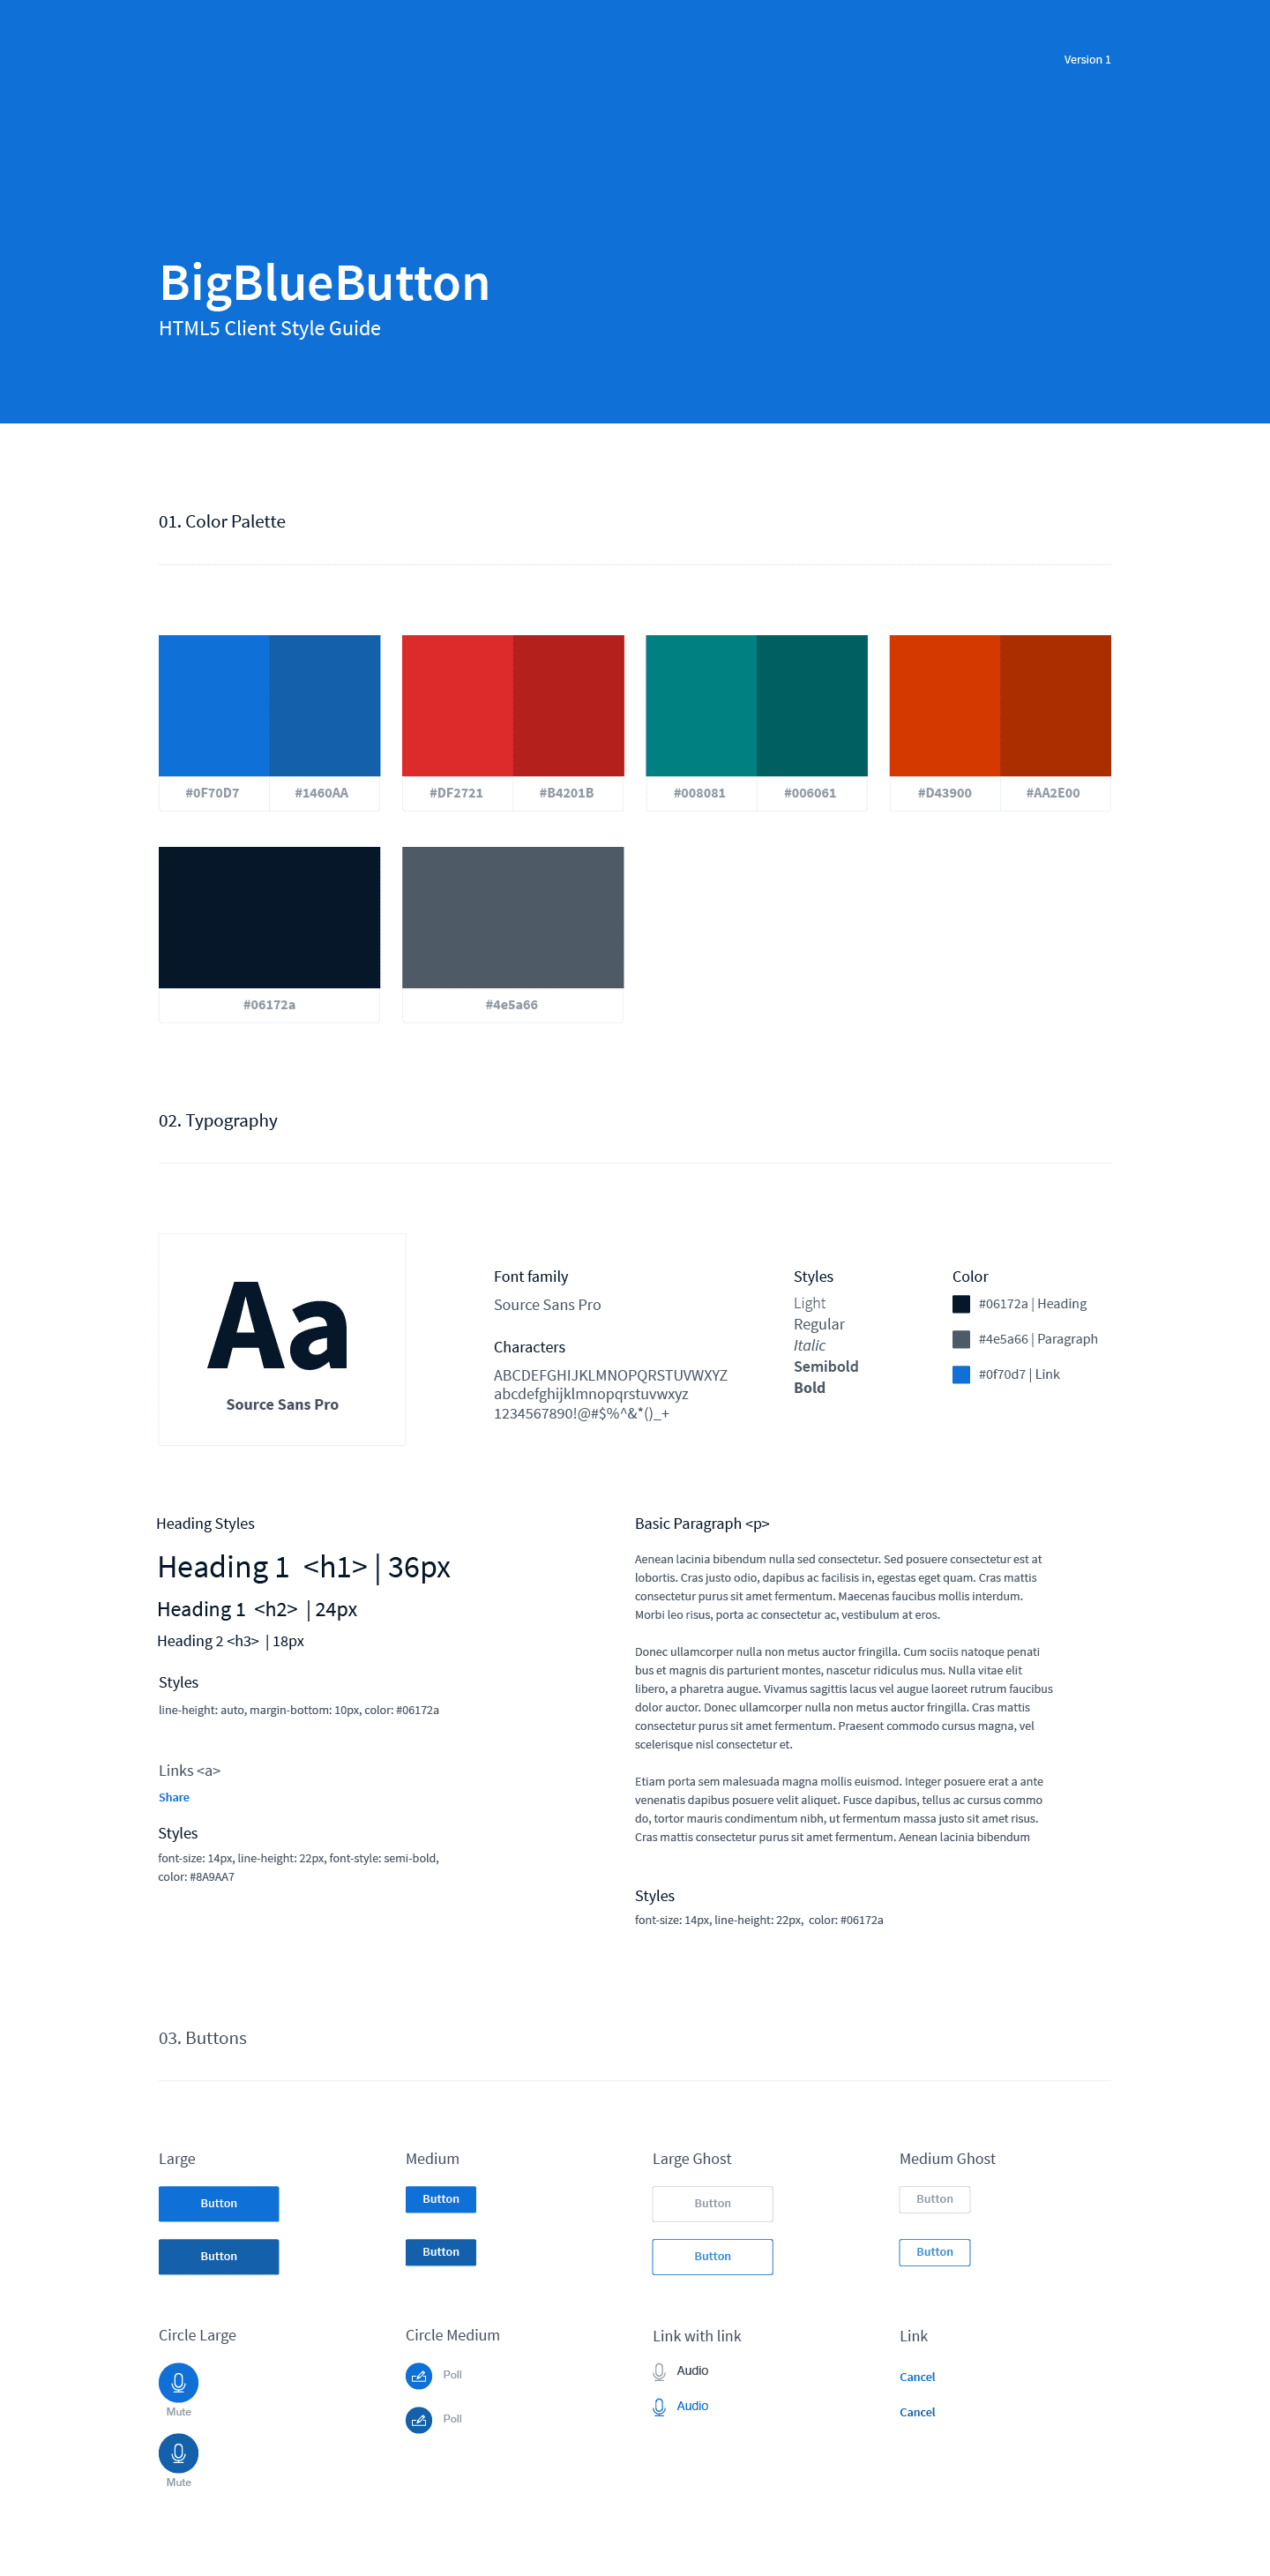 Version 1
BigBlueButton
HTML5 Client Style Guide
01. Color Palette
#0F70D7
#1460AA
#DF2721
#B4201B
#008081
#006061
#D43900
#AA2E00
#06172a
#4e5a66
02. Typography
Aa
Source Sans Pro
Font family
Source Sans Pro
Characters
ABCDEFGHIJKLMNOPQRSTUVWXYZ
abcdefghijklmnopqrstuvwxyz
1234567890!@#$%^&*()_+
Styles
Light
Regular
Italic
Semibold
Bold
Color
#06172a | Heading
#4e5a66 | Paragraph
#0f70d7 | Link
Heading Styles
Heading 1 <h1> | 36px
Heading 1 <h2> | 24px
Heading 2 <h3> | 18px
Styles
line-height: auto, margin-bottom: 10px, color: #06172a
Links <a>
Share
Styles
font-size: 14px, line-height: 22px, font-style: semi-bold,
color: #8A9AA7
Basic Paragraph <p>
Aenean lacinia bibendum nulla sed consectetur. Sed posuere consectetur est at
lobortis. Cras justo odio, dapibus ac facilisis in, egestas eget quam. Cras mattis
consectetur purus sit amet fermentum. Maecenas faucibus mollis interdum.
Morbi leo risus, porta ac consectetur ac, vestibulum at eros.
Donec ullamcorper nulla non metus auctor fringilla. Cum sociis natoque penati
bus et magnis dis parturient montes, nascetur ridiculus mus. Nulla vitae elit
libero, a pharetra augue. Vivamus sagittis lacus vel augue laoreet rutrum faucibus
dolor auctor. Donec ullamcorper nulla non metus auctor fringilla. Cras mattis
consectetur purus sit amet fermentum. Praesent commodo cursus magna, vel
scelerisque nisl consectetur et.
Etiam porta sem malesuada magna mollis euismod. Integer posuere erat a ante
venenatis dapibus posuere velit aliquet. Fusce dapibus, tellus ac cursus commo
do, tortor mauris condimentum nibh, ut fermentum massa justo sit amet risus.
Cras mattis consectetur purus sit amet fermentum. Aenean lacinia bibendum
Styles
font-size: 14px, line-height: 22px, color: #06172a
03. Buttons
Large
Button
Button
Medium
Button
Button
Large Ghost
Button
Button
Medium Ghost
Button
Button
Circle Large
Mute
Mute
Circle Medium
Poll
Poll
Link with link
Audio
Audio
Link
Cancel
Cancel